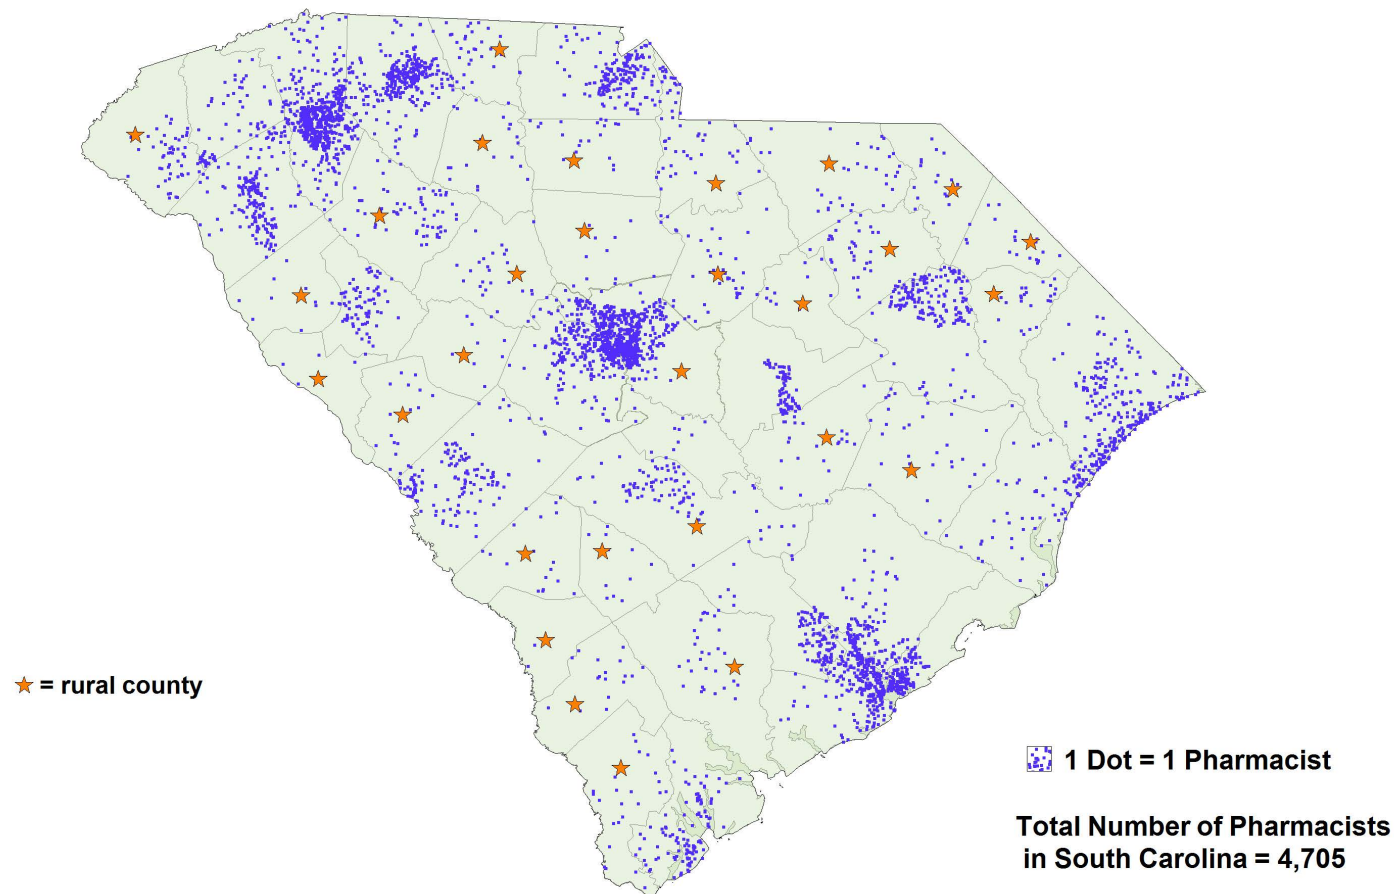 = rural county
1 Dot = 1 Pharmacist
Total Number of Pharmacists
in South Carolina = 4,705